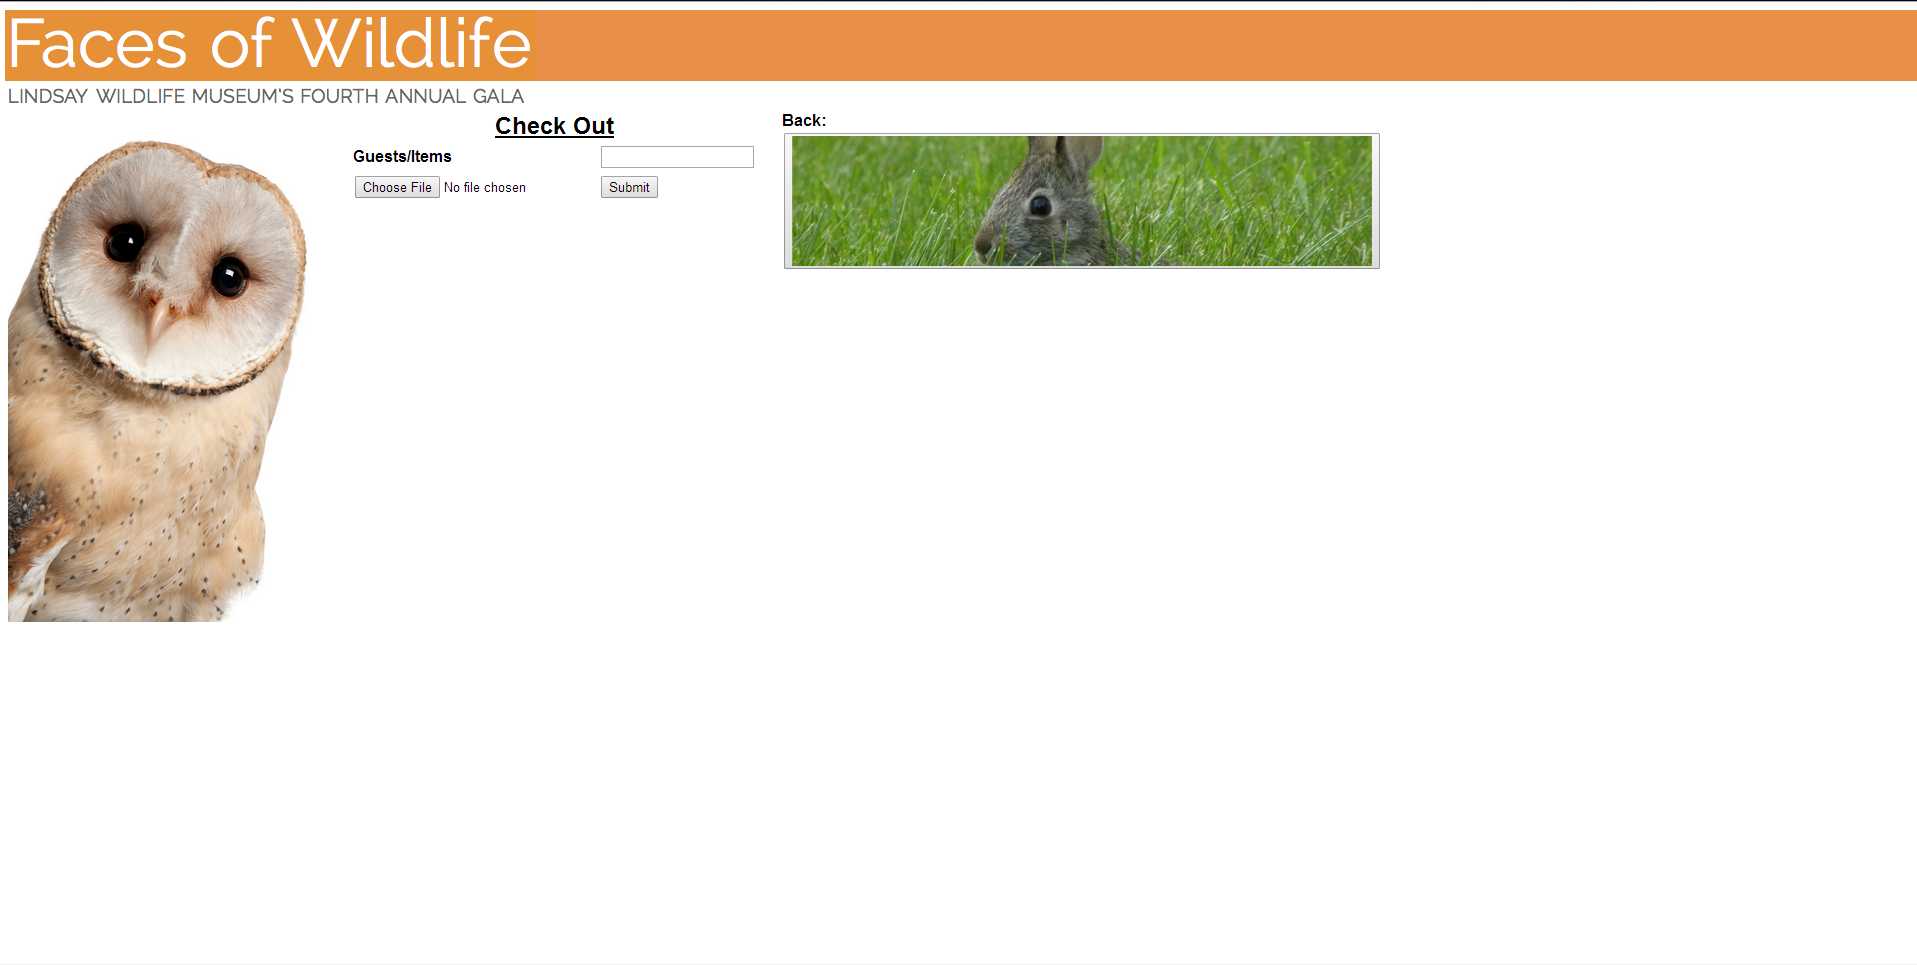 Faces of Wildlife
LINDSAY WILDLIFE MUSEUM'S FOURTH ANNUAL GALA
Check Out
Guests/Items
Choose File No file chosen
Submit
Back: